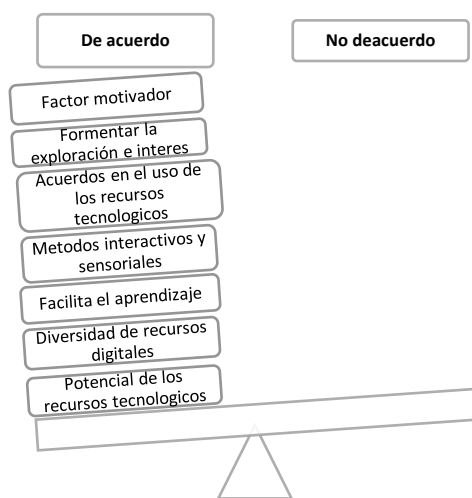 De acuerdo
No deacuerdo
Factor motivador
Formentar la
exploración e interes
Acuerdos en el uso de
los recursos
tecnologicos
Metodos interactivos y
sensoriales
Facilita el aprendizaje
Diversidad de recursos
digitales
Potencial de los
recursos tecnologicos